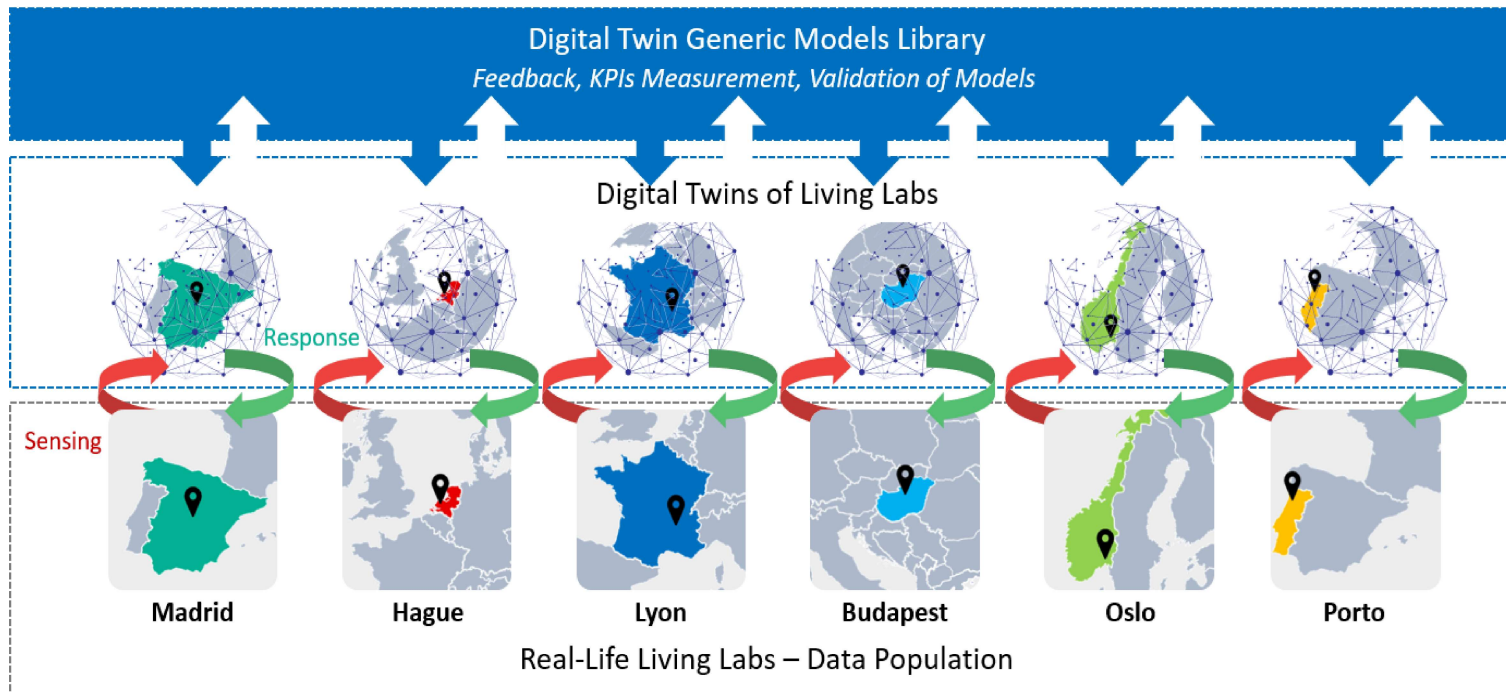 Digital Twin Generic Models Library
Feedback, KPIs Measurement, Validation of Models
Digital Twins of Living Labs
Response
Sensing
Madrid
Hague
Lyon
Budapest
Oslo
Porto
Real-Life Living Labs – Data Population